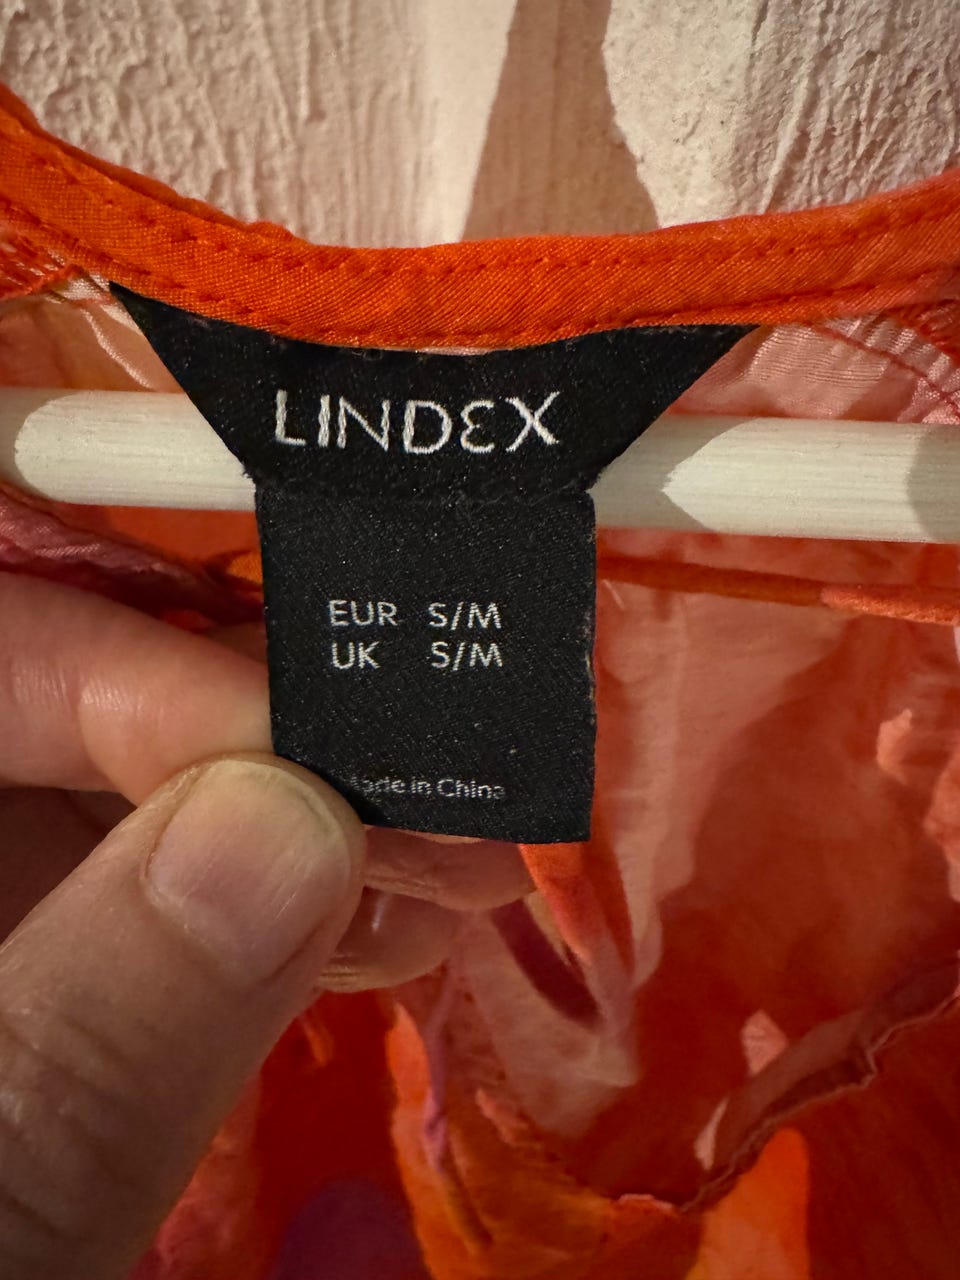 LINDEX
EUR S/M
UK S/M
Made in China